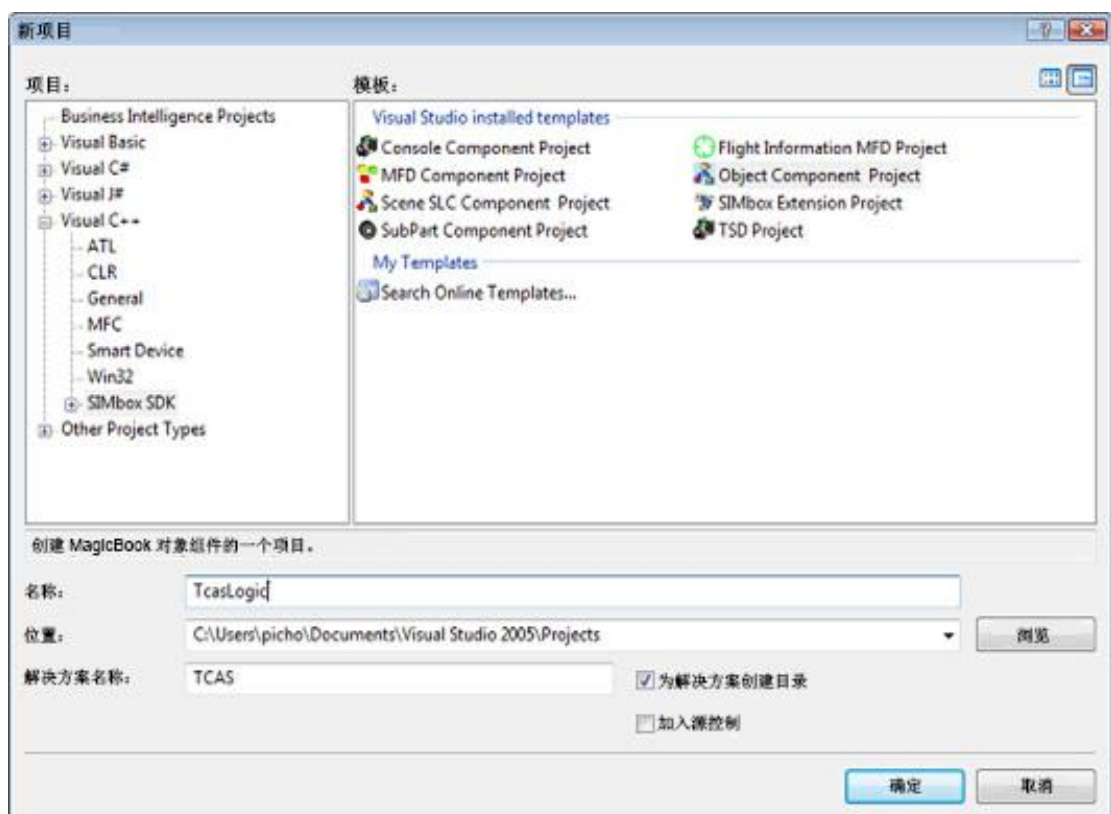 新项目
项目：
模板：
Business Intelligence Projects
Visual Basic
Visual C#
Visual J#
Visual C++
ATL
CLR
General
MFC
Smart Device
Win32
SIMbox SDK
Other Project Types
Visual Studio installed templates
Console Component Project
Flight Information MFD Project
MFD Component Project
Object Component Project
Scene SLC Component Project
SIMbox Extension Project
SubPart Component Project
TSD Project
My Templates
Search Online Templates...
创建 MagicBook 对象组件的一个项目。
名称：
TcasLogic
位置：
C:\Users\picho\Documents\Visual Studio 2005\Projects
浏览
解决方案名称：
TCAS
为解决方案创建目录
加入源控制
确定
取消